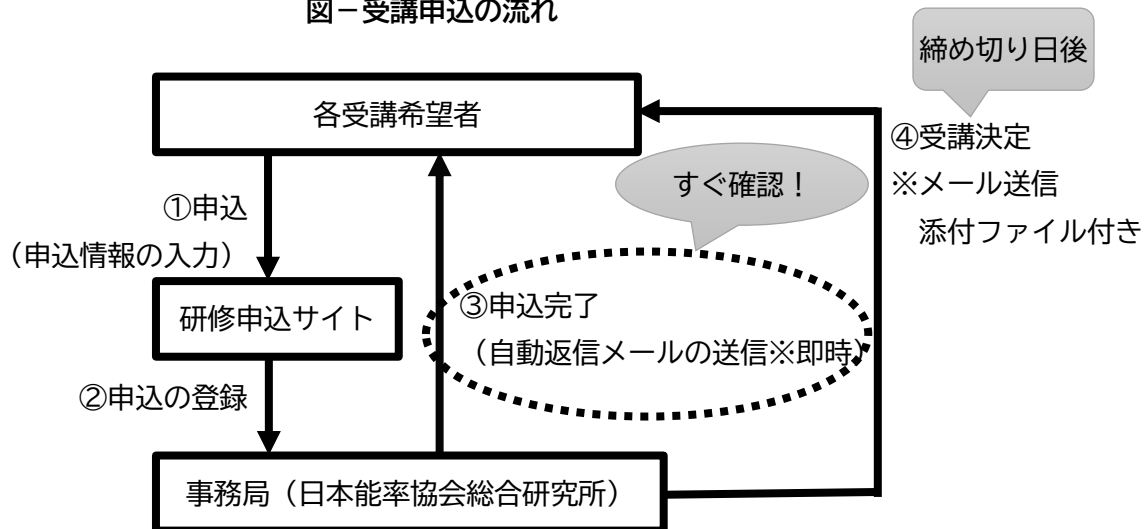 図－受講申込の流れ
締め切り日後
各受講希望者
④受講決定
※メール送信
添付ファイル付き
すぐ確認！
①申込
（申込情報の入力）
③申込完了
（自動返信メールの送信※即時）
研修申込サイト
②申込の登録
事務局（日本能率協会総合研究所）